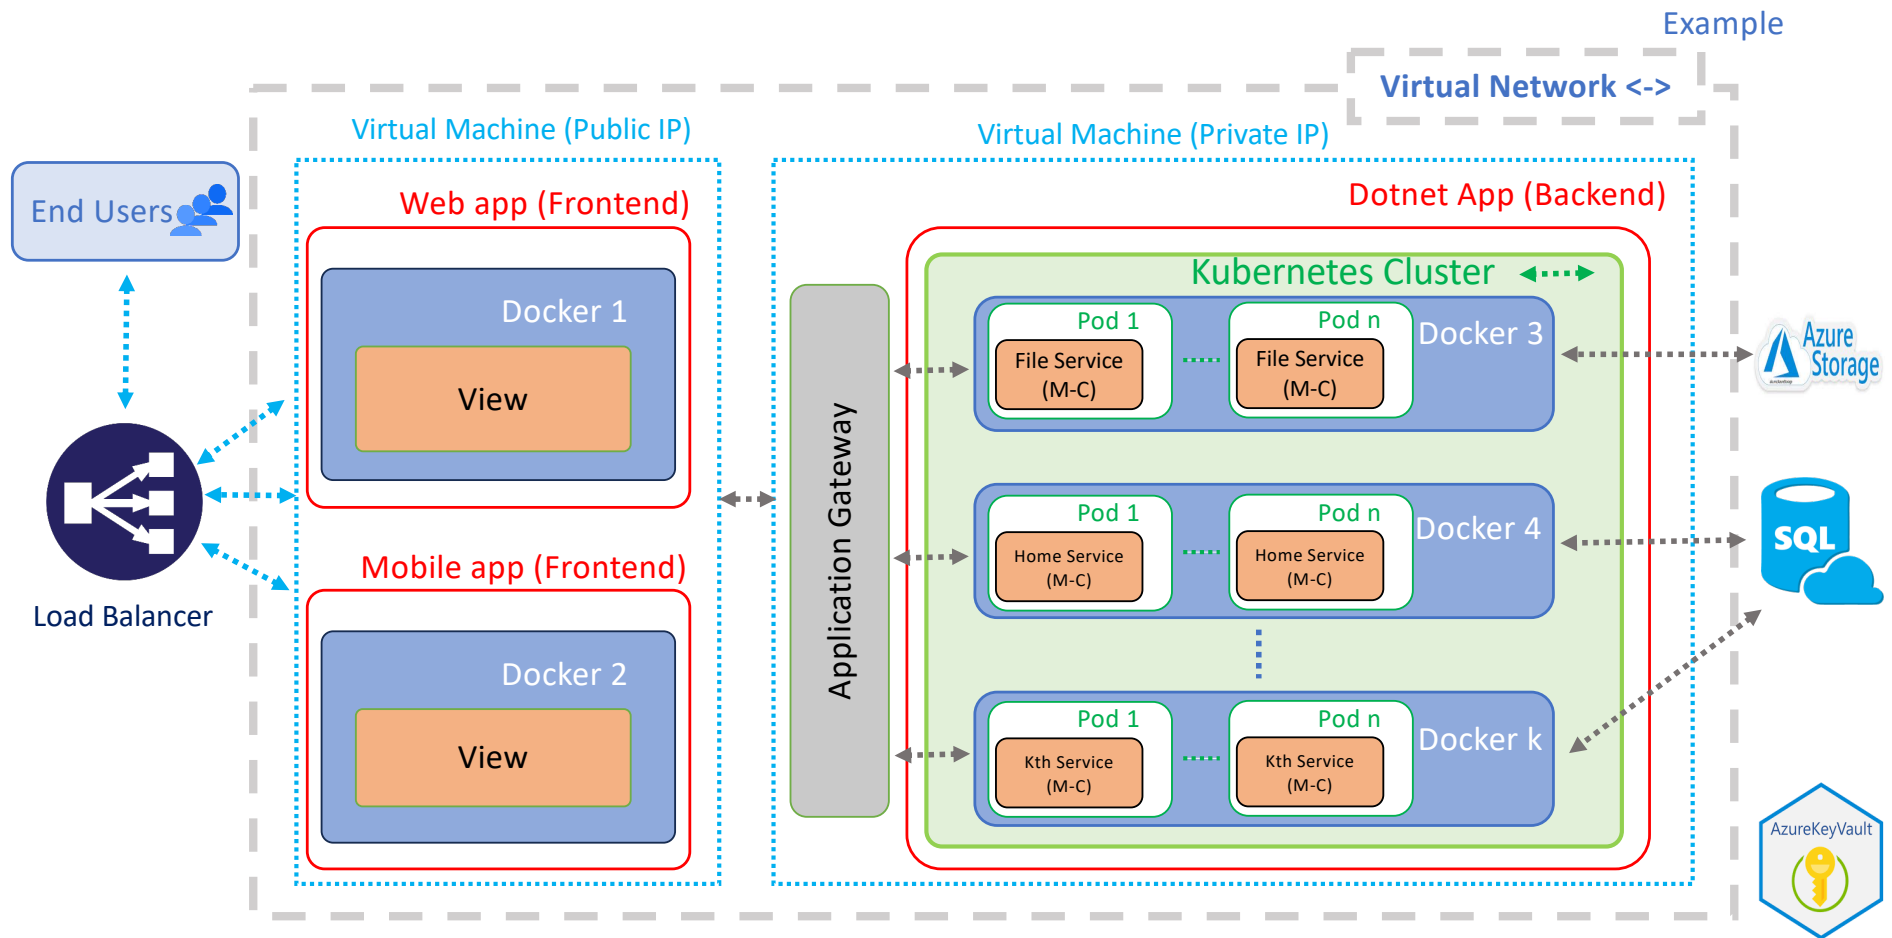 Example
Virtual Network <->
Virtual Machine (Public IP)
Virtual Machine (Private IP)
End Users
Web app (Frontend)
Dotnet App (Backend)
Docker 1
View
Kubernetes Cluster
Pod 1
Pod n
Docker 3
File Service
(M-C)
File Service
(M-C)
Azure
Storage
Application Gateway
Pod 1
Pod n
Docker 4
Home Service
(M-C)
Home Service
(M-C)
SQL
Load Balancer
Mobile app (Frontend)
Docker 2
View
Pod 1
Pod n
Docker k
Kth Service
(M-C)
Kth Service
(M-C)
AzureKeyVault